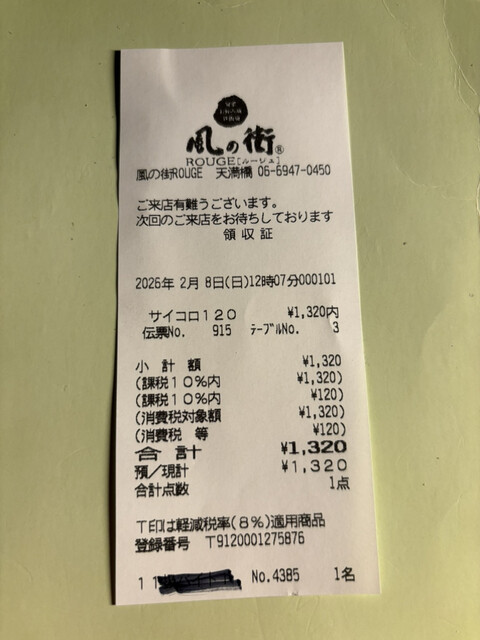 風の街®
ROUGE[ルージュ]
風の街ROUGE 天満橋 06-6947-0450
ご来店有難うございます。
次回のご来店をお待ちしております
領収証
2026年 2月 8日(日)12時07分000101
サイコロ120 ¥1,320内
伝票No. 915 テーブルNo. 3
小計額 ¥1,320
(課税10%内 ¥1,320)
(課税10%内 ¥120)
(消費税対象額 ¥1,320)
(消費税 等 ¥120)
合計 ¥1,320
預/現計 ¥1,320
合計点数 1点
T印は軽減税率(8%)適用商品
登録番号 T9120001275876
No.4385 1名